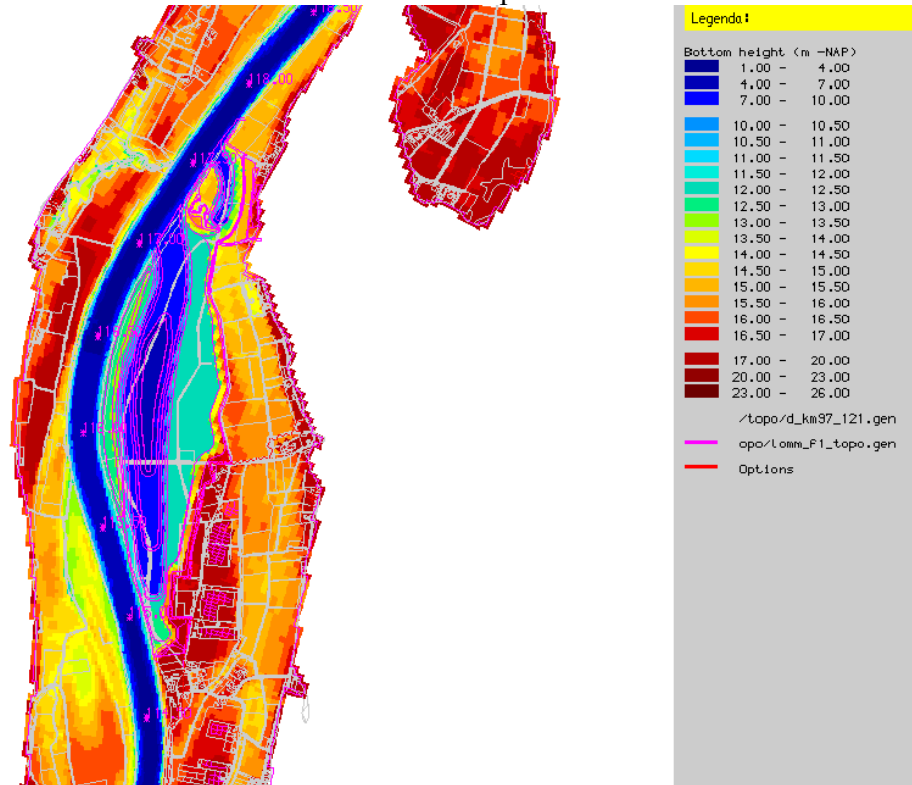 118.00
117.00
Legenda:
Bottom height (m -NAP)
1.00 - 4.00
4.00 - 7.00
7.00 - 10.00
10.00 - 10.50
10.50 - 11.00
11.00 - 11.50
11.50 - 12.00
12.00 - 12.50
12.50 - 13.00
13.00 - 13.50
13.50 - 14.00
14.00 - 14.50
14.50 - 15.00
15.00 - 15.50
15.50 - 16.00
16.00 - 16.50
16.50 - 17.00
17.00 - 20.00
20.00 - 23.00
23.00 - 26.00
/topo/d_km97_121.gen
opo/lomm_f1_topo.gen
Options